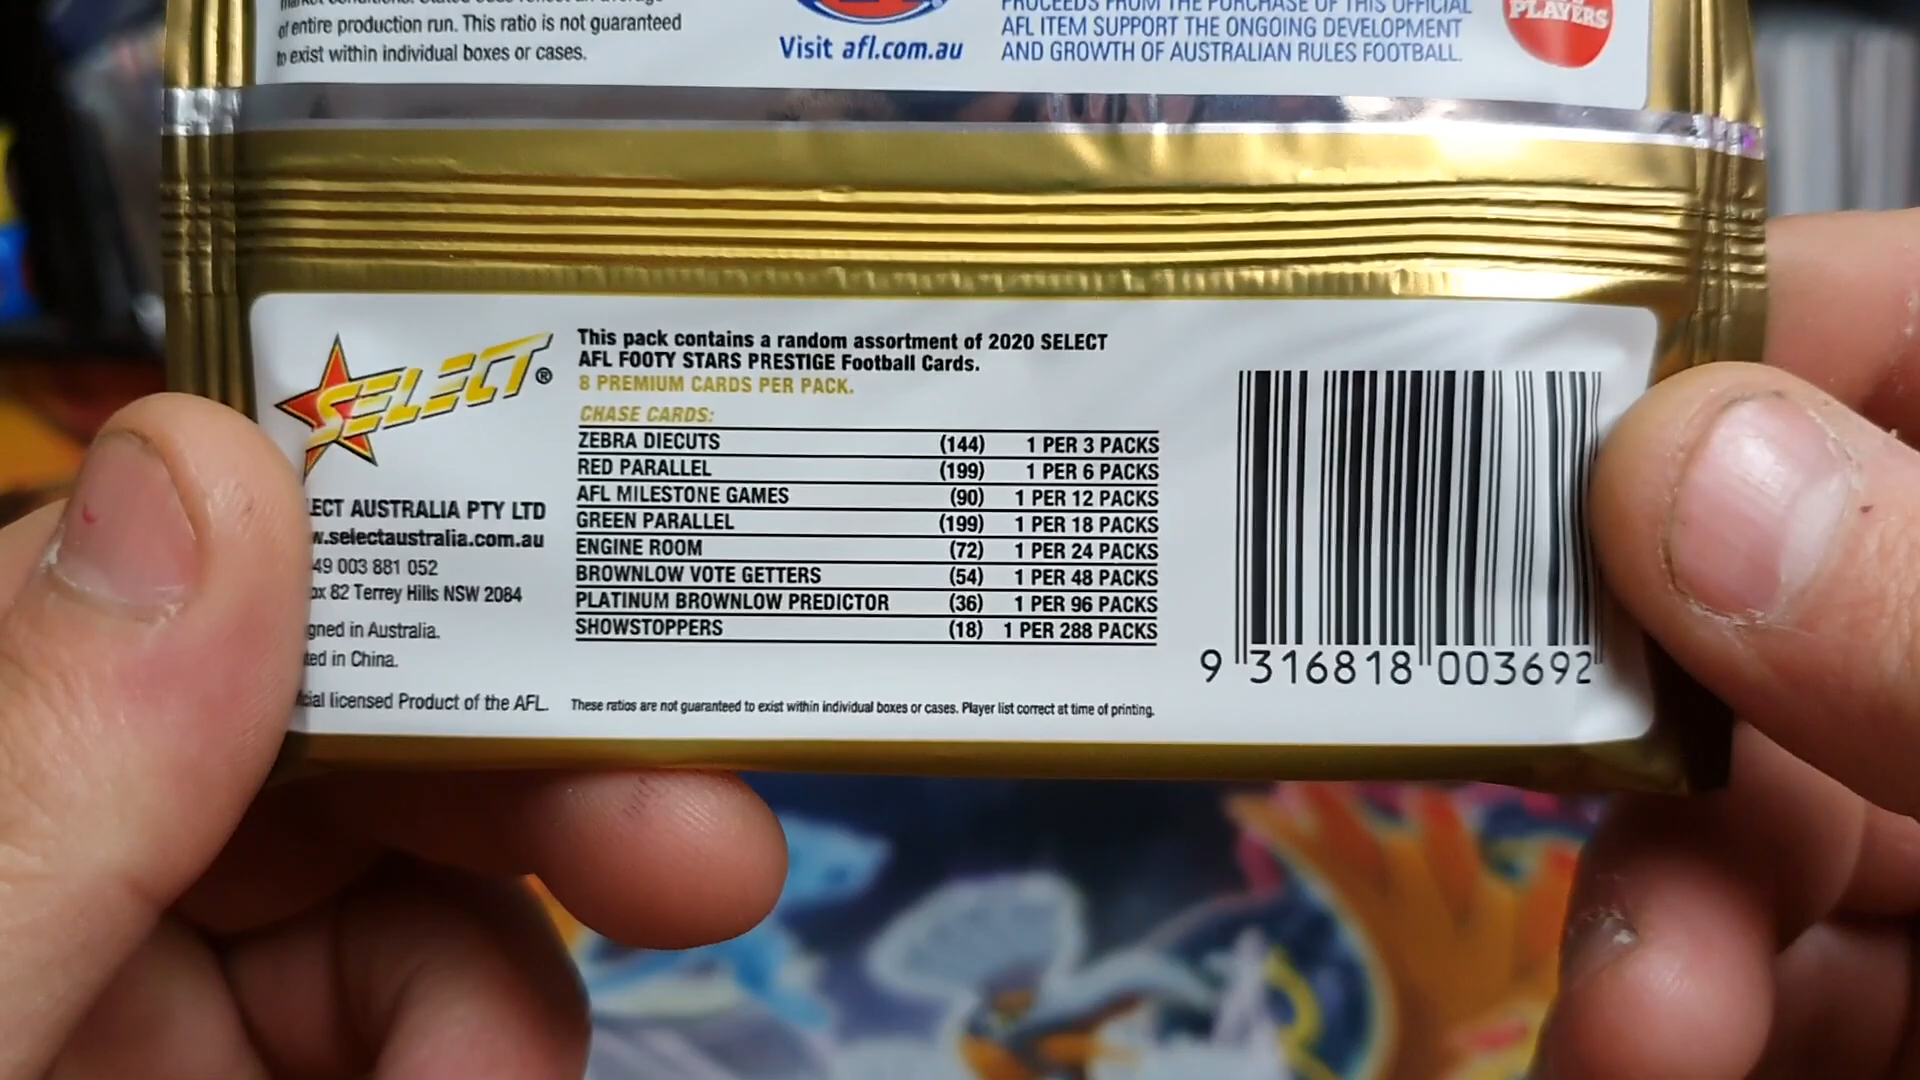 of entire production run. This ratio is not guaranteed
to exist within individual boxes or cases.
Visit afl.com.au
PROCEEDS FROM THE PURCHASE OF THIS OFFICIAL
AFL ITEM SUPPORT THE ONGOING DEVELOPMENT
AND GROWTH OF AUSTRALIAN RULES FOOTBALL.
PLAYERS
SELECT®
ECT AUSTRALIA PTY LTD
w.selectaustralia.com.au
49 003 881 052
ox 82 Terrey Hills NSW 2084
gned in Australia.
ted in China.
cial licensed Product of the AFL.
This pack contains a random assortment of 2020 SELECT
AFL FOOTY STARS PRESTIGE Football Cards.
8 PREMIUM CARDS PER PACK.
CHASE CARDS:
ZEBRA DIECUTS (144) 1 PER 3 PACKS
RED PARALLEL (199) 1 PER 6 PACKS
AFL MILESTONE GAMES (90) 1 PER 12 PACKS
GREEN PARALLEL (199) 1 PER 18 PACKS
ENGINE ROOM (72) 1 PER 24 PACKS
BROWNLOW VOTE GETTERS (54) 1 PER 48 PACKS
PLATINUM BROWNLOW PREDICTOR (36) 1 PER 96 PACKS
SHOWSTOPPERS (18) 1 PER 288 PACKS
These ratios are not guaranteed to exist within individual boxes or cases. Player list correct at time of printing.
9 316818 003692